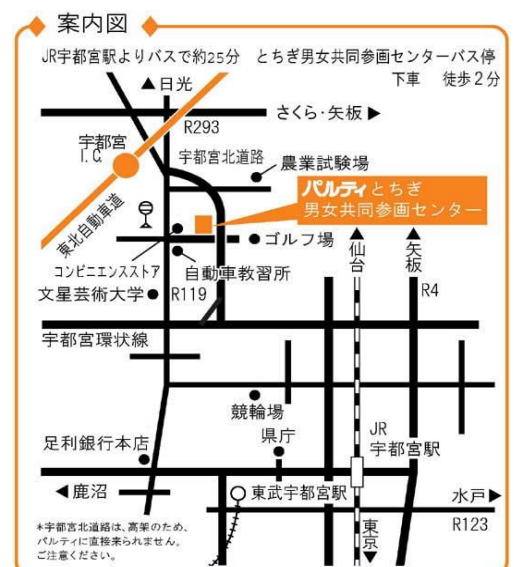 案内図
JR宇都宮駅よりバスで約25分 とちぎ男女共同参画センターバス停
下車 徒歩2分
▲日光
さくら・矢板▶
R293
宇都宮
I.C.
宇都宮北道路
農業試験場
パルティとちぎ
男女共同参画センター
東北自動車道
ゴルフ場
▲仙台
▲矢板
コンビニエンスストア
自動車教習所
文星芸術大学
R119
R4
宇都宮環状線
競輪場
県庁
JR
宇都宮駅
足利銀行本店
◀鹿沼
東武宇都宮駅
水戸▶
R123
東京▼
*宇都宮北道路は、高架のため、
パルティに直接来られません。
ご注意ください。